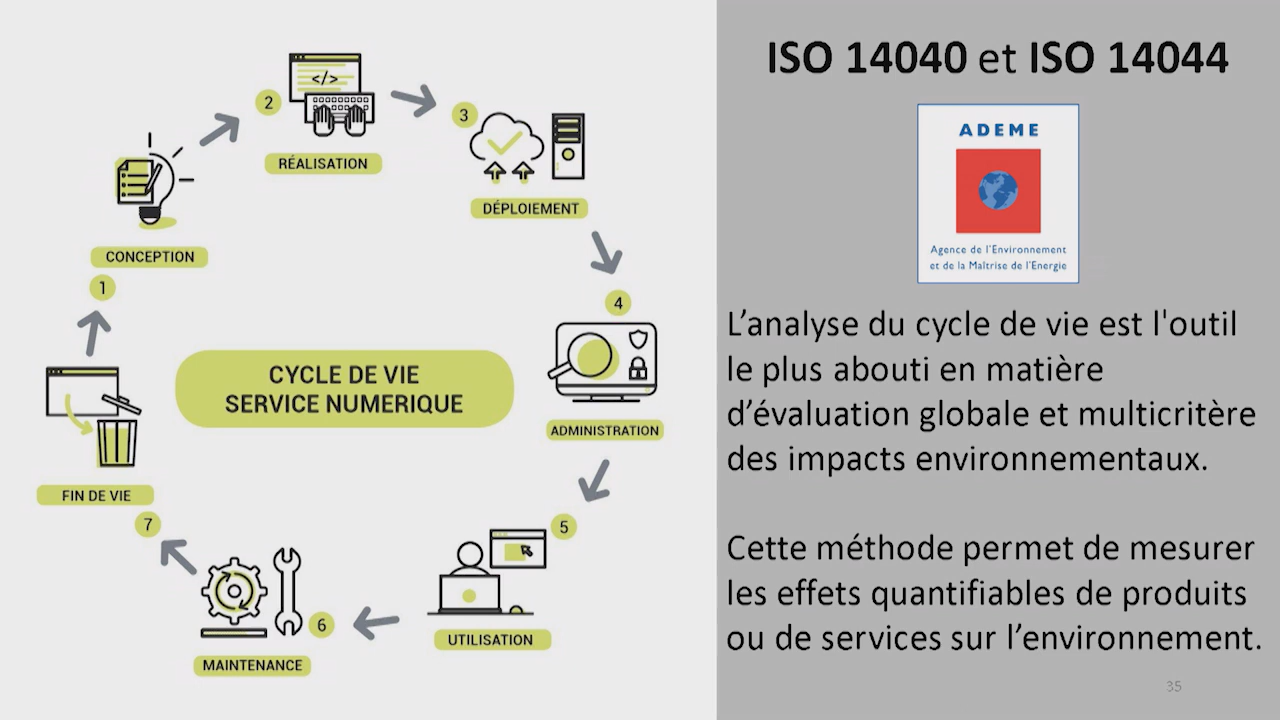 2
</>
RÉALISATION
3
DÉPLOIEMENT
CONCEPTION
1
4
ADMINISTRATION
CYCLE DE VIE
SERVICE NUMERIQUE
FIN DE VIE
7
5
UTILISATION
6
MAINTENANCE
ISO 14040 et ISO 14044
ADEME
Agence de l'Environnement
et de la Maîtrise de l'Energie
L’analyse du cycle de vie est l'outil
le plus abouti en matière
d’évaluation globale et multicritère
des impacts environnementaux.
Cette méthode permet de mesurer
les effets quantifiables de produits
ou de services sur l’environnement.
35